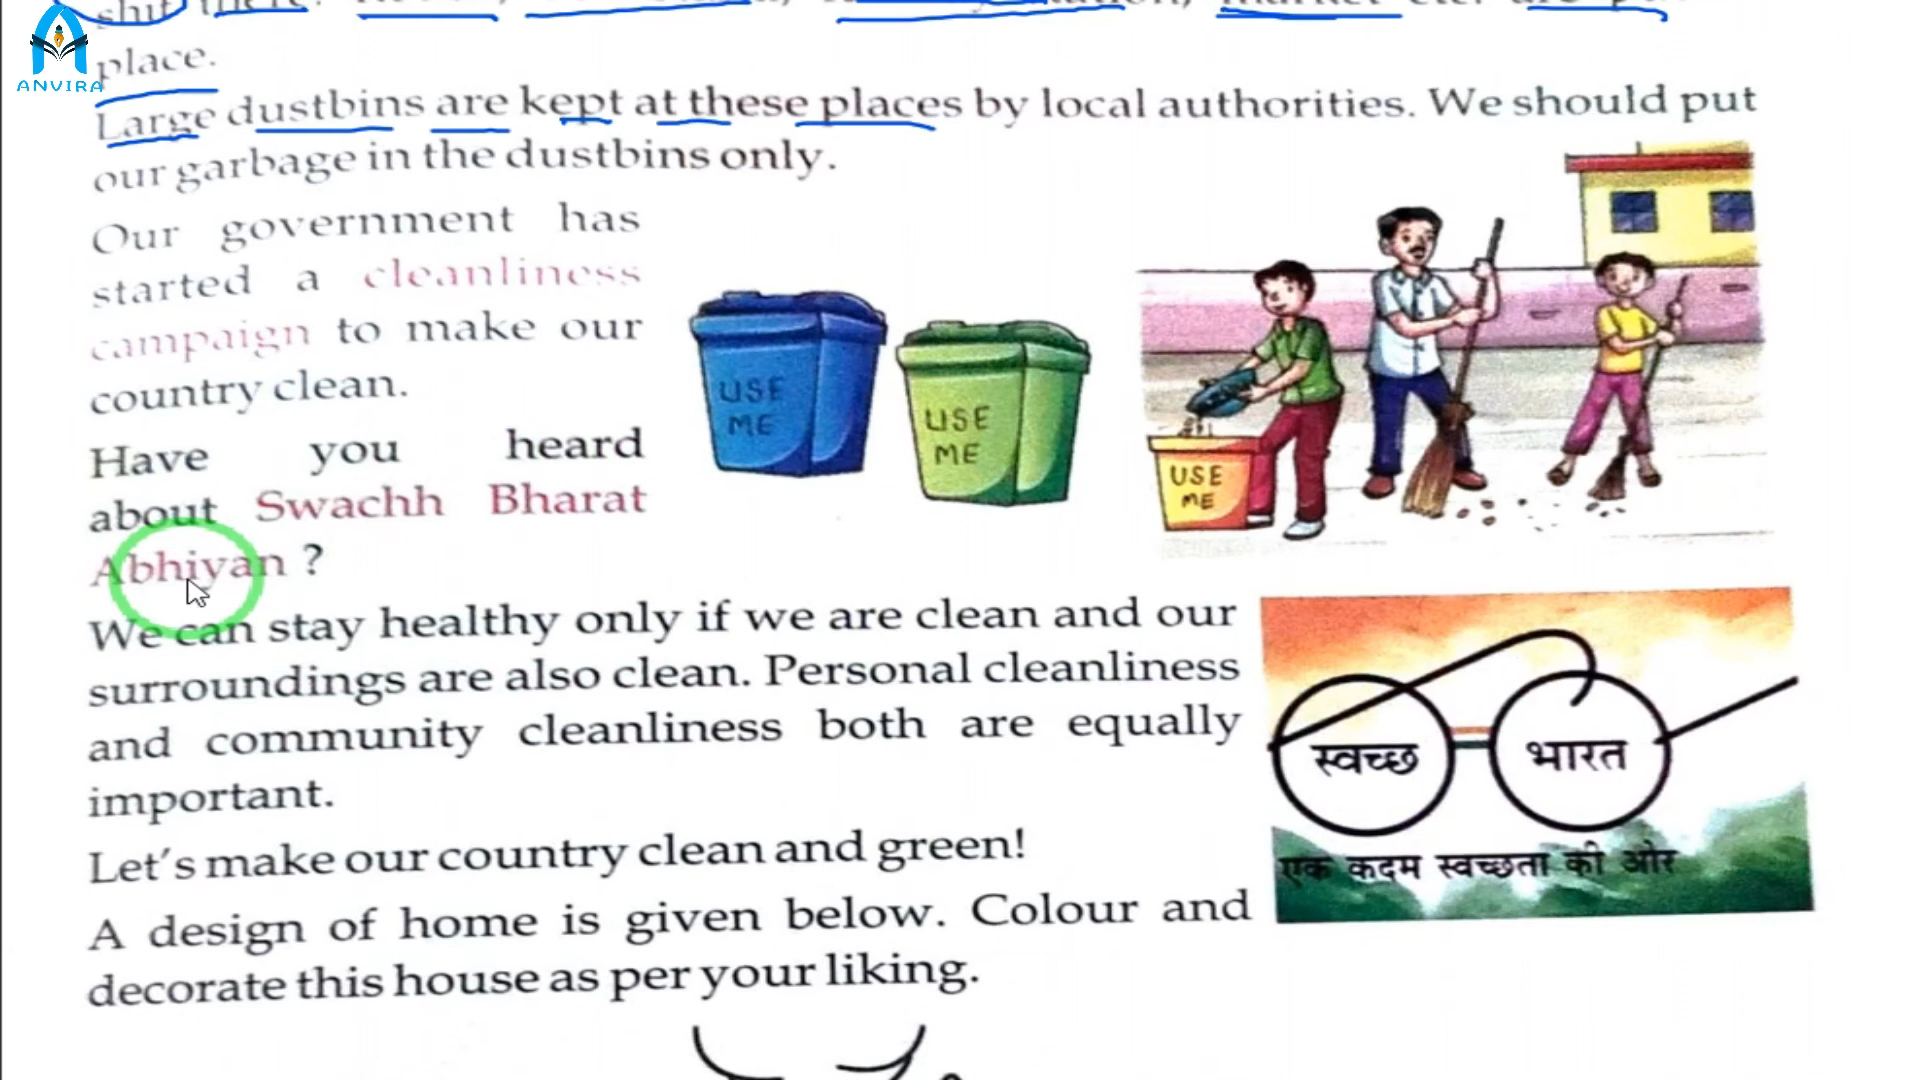 ANVIRA
place.
Large dustbins are kept at these places by local authorities. We should put
our garbage in the dustbins only.
Our government has
started a cleanliness
campaign to make our
country clean.
Have you heard
about Swachh Bharat
Abhiyan ?
USE
ME
USE
ME
USE
ME
We can stay healthy only if we are clean and our
surroundings are also clean. Personal cleanliness
and community cleanliness both are equally
important.
Let's make our country clean and green!
A design of home is given below. Colour and
decorate this house as per your liking.
स्वच्छ भारत
एक कदम स्वच्छता की ओर